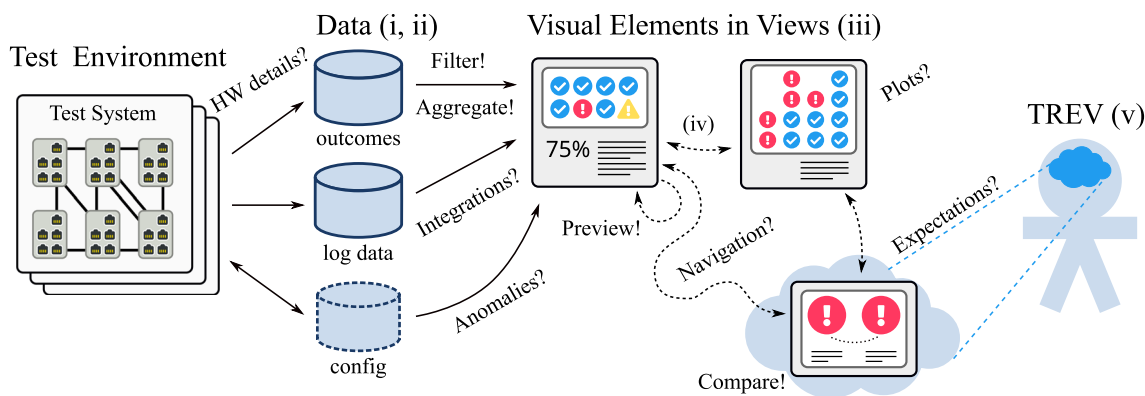 Test Environment
Data (i, ii)
Visual Elements in Views (iii)
TREV (v)
Test System
HW details?
outcomes
log data
config
Filter!
Aggregate!
Integrations?
Anomalies?
75%
Preview!
(iv)
Plots?
Navigation?
Expectations?
Compare!